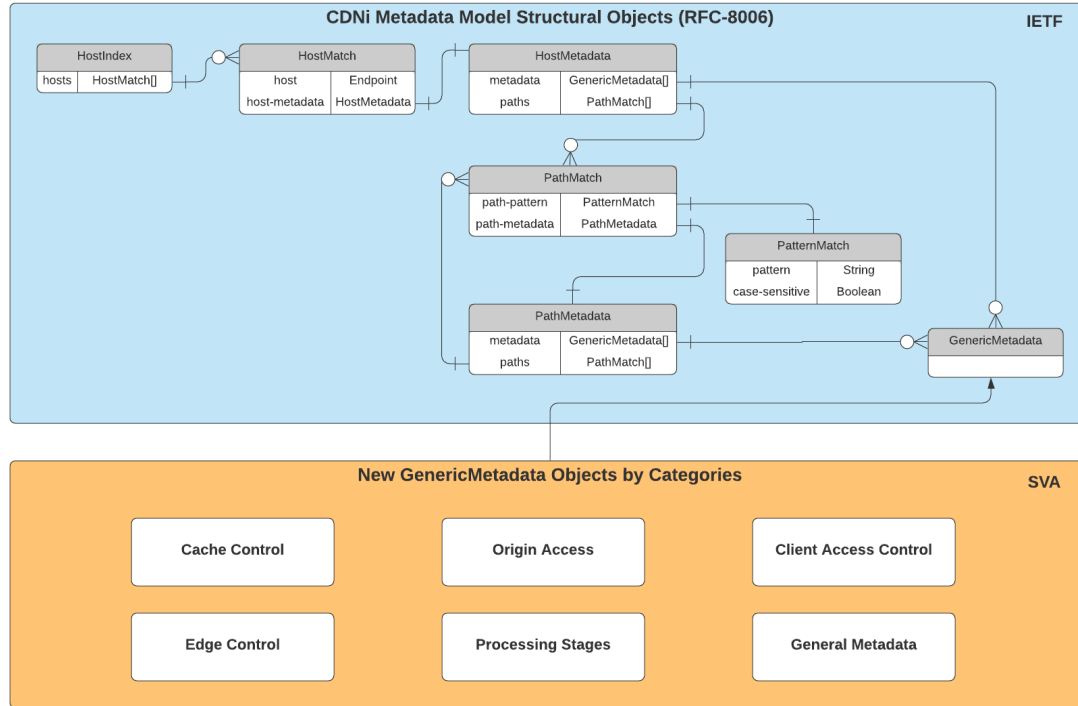 CDNi Metadata Model Structural Objects (RFC-8006)
IETF
HostIndex
hosts HostMatch[]
HostMatch
host Endpoint
host-metadata HostMetadata
HostMetadata
metadata GenericMetadata[]
paths PathMatch[]
PathMatch
path-pattern PatternMatch
path-metadata PathMetadata
PatternMatch
pattern String
case-sensitive Boolean
PathMetadata
metadata GenericMetadata[]
paths PathMatch[]
GenericMetadata
New GenericMetadata Objects by Categories
SVA
Cache Control
Origin Access
Client Access Control
Edge Control
Processing Stages
General Metadata